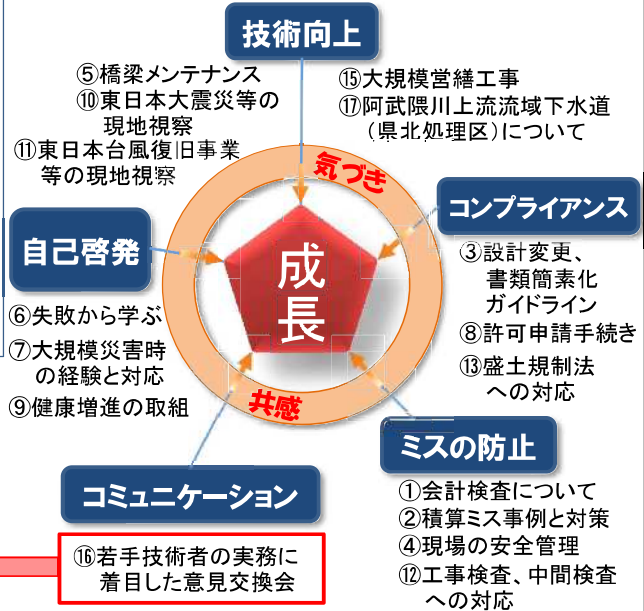 技術向上
⑤橋梁メンテナンス
⑩東日本大震災等の
現地視察
⑪東日本台風復旧事業
等の現地視察
⑮大規模営繕工事
⑰阿武隈川上流流域下水道
（県北処理区）について
気づき
コンプライアンス
③設計変更、
書類簡素化
ガイドライン
⑧許可申請手続き
⑬盛土規制法
への対応
自己啓発
⑥失敗から学ぶ
⑦大規模災害時
の経験と対応
⑨健康増進の取組
成
長
共感
ミスの防止
①会計検査について
②積算ミス事例と対策
④現場の安全管理
⑫工事検査、中間検査
への対応
コミュニケーション
⑯若手技術者の実務に
着目した意見交換会